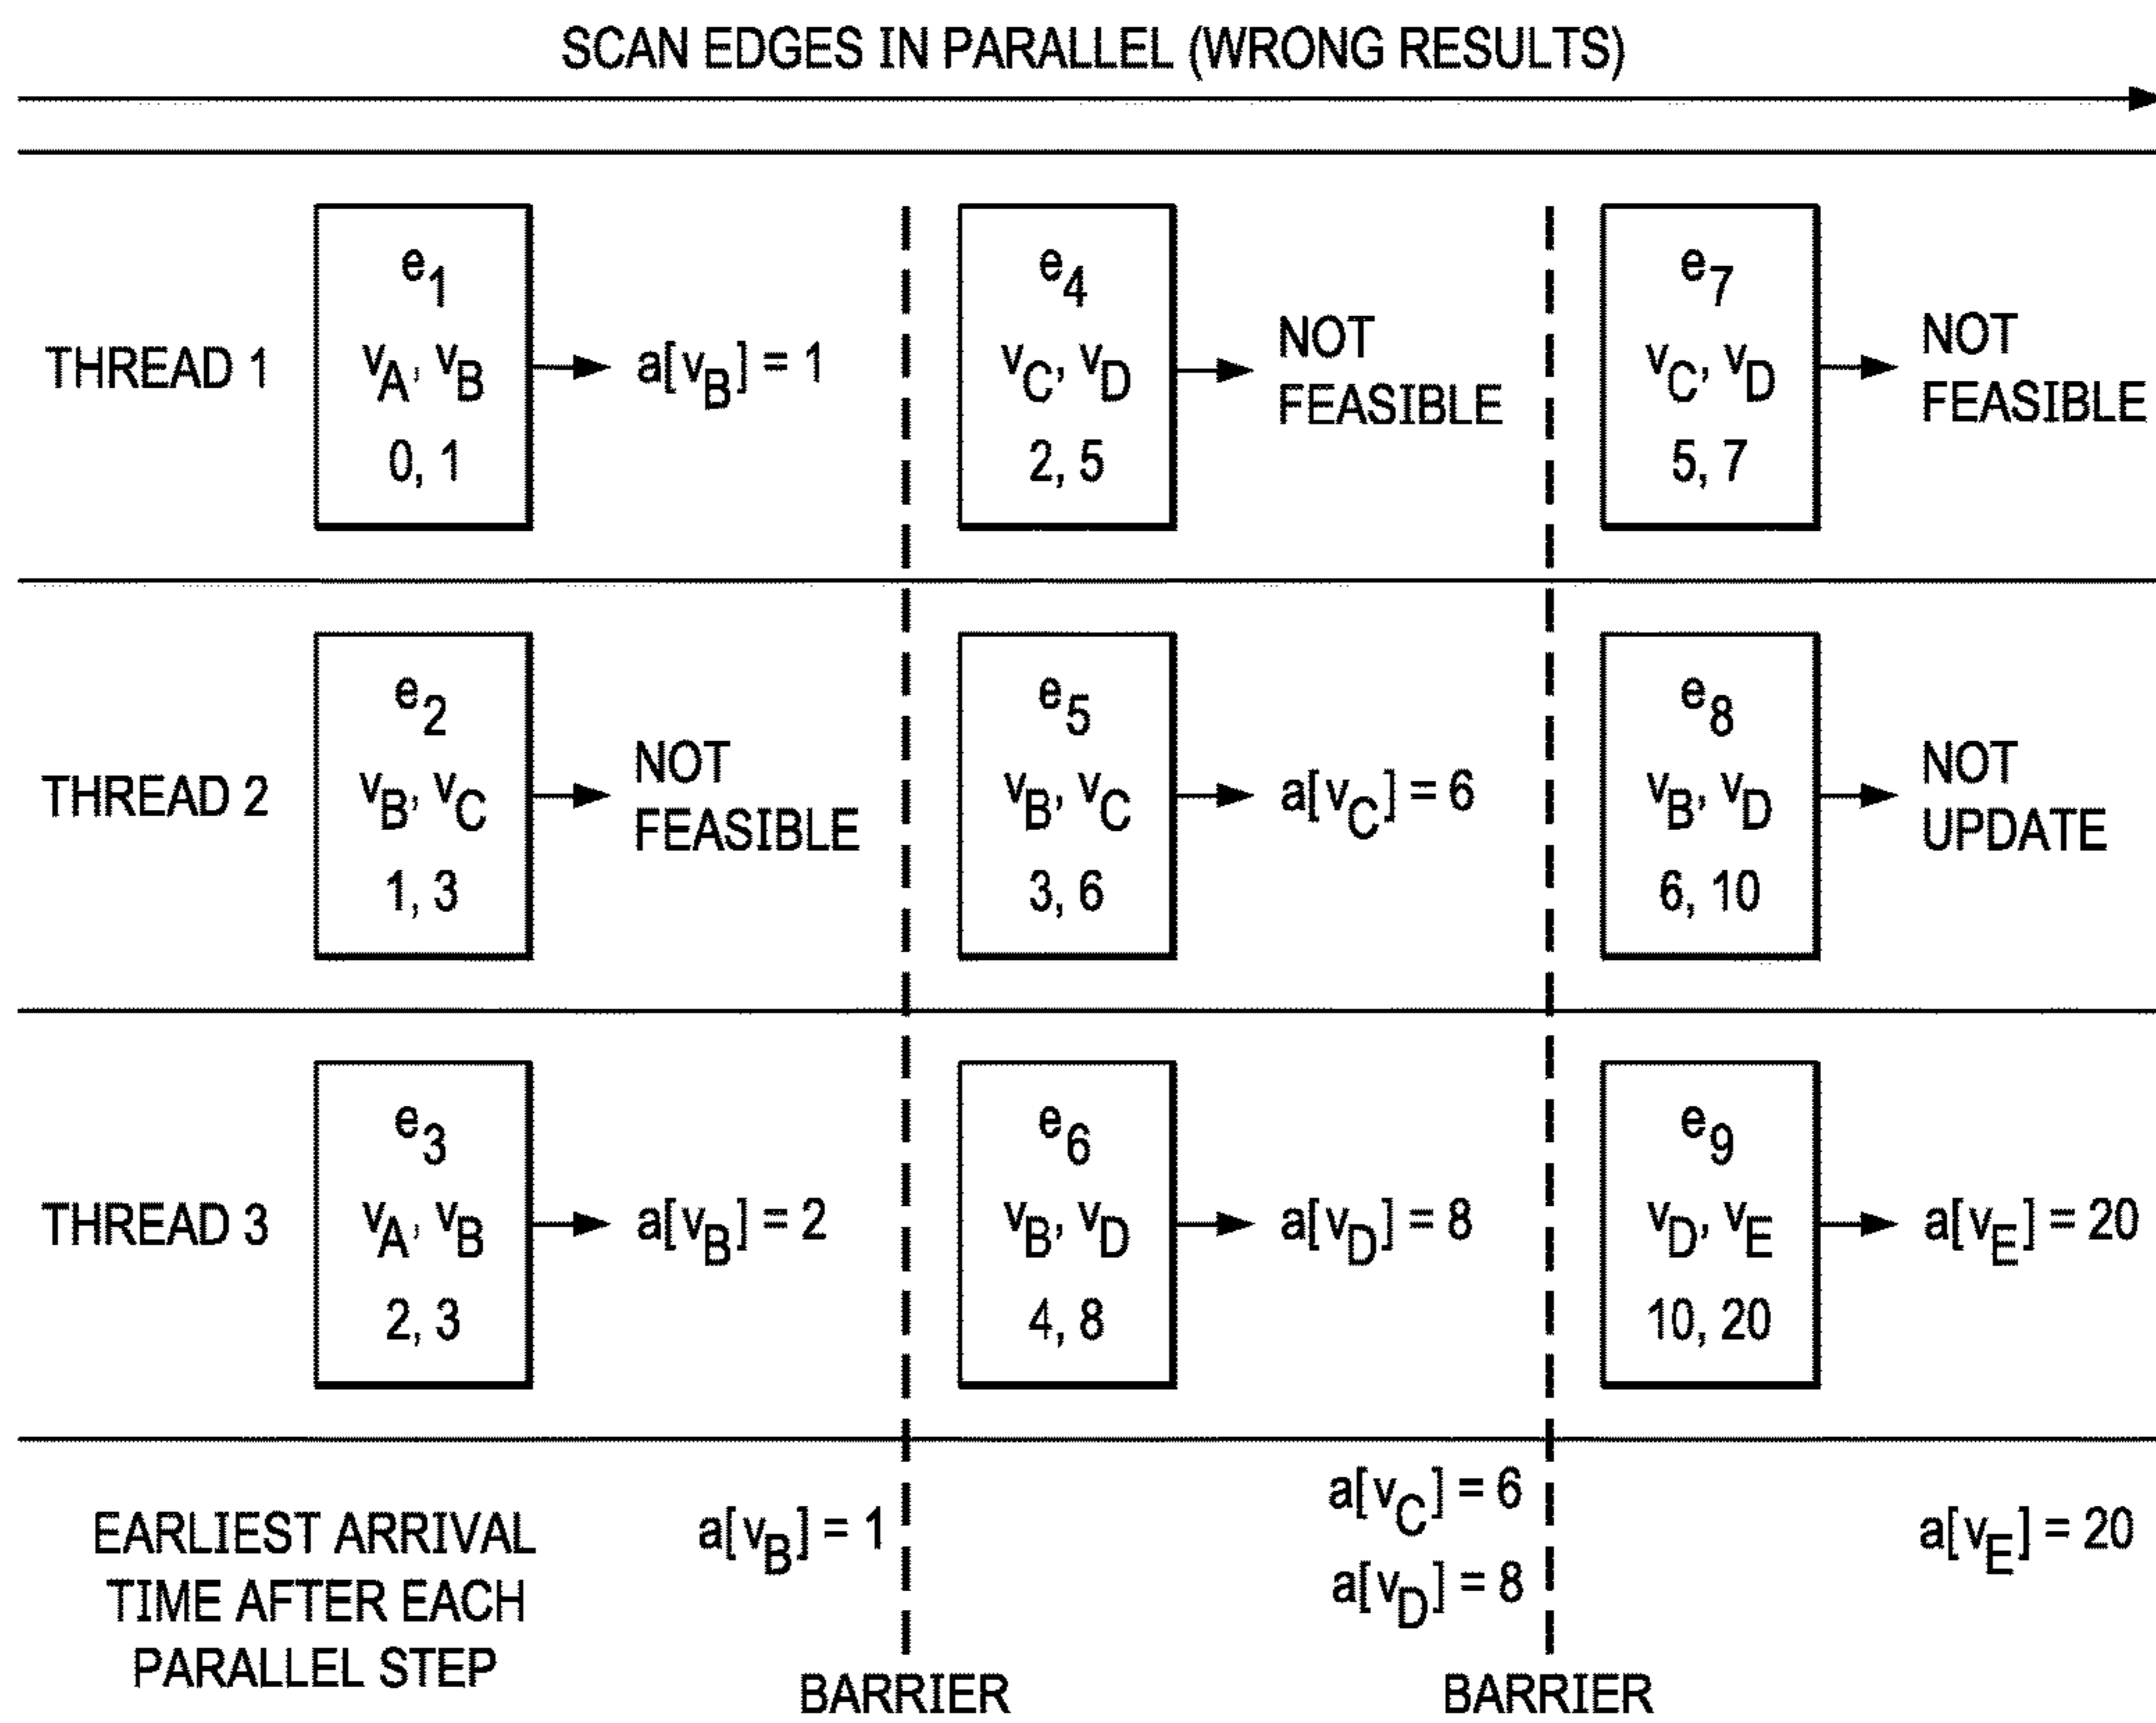 SCAN EDGES IN PARALLEL (WRONG RESULTS)
THREAD 1
e1
vA, vB
0, 1
a[vB] = 1
e4
vC, vD
2, 5
NOT
FEASIBLE
e7
vC, vD
5, 7
NOT
FEASIBLE
THREAD 2
e2
vB, vC
1, 3
NOT
FEASIBLE
e5
vB, vC
3, 6
a[vC] = 6
e8
vB, vD
6, 10
NOT
UPDATE
THREAD 3
e3
vA, vB
2, 3
a[vB] = 2
e6
vB, vD
4, 8
a[vD] = 8
e9
vD, vE
10, 20
a[vE] = 20
EARLIEST ARRIVAL
TIME AFTER EACH
PARALLEL STEP
a[vB] = 1
a[vC] = 6
a[vD] = 8
a[vE] = 20
BARRIER
BARRIER